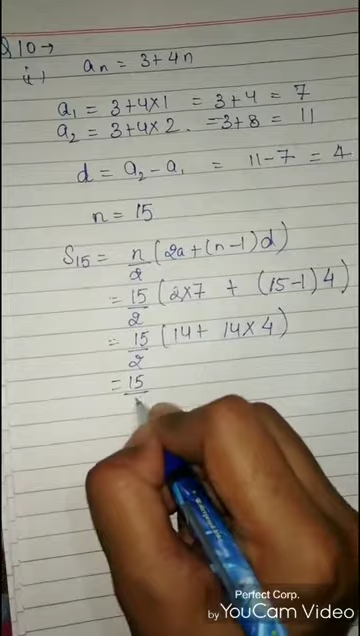 Q10→
i) an = 3+4n
a1 = 3+4×1 = 3+4 = 7
a2 = 3+4×2 = 3+8 = 11
d = a2 - a1 = 11-7 = 4
n = 15
S15 = n/2 (2a+(n-1)d)
= 15/2 (2×7 + (15-1)4)
= 15/2 (14+ 14×4)
= 15/
Perfect Corp.
by YouCam Video